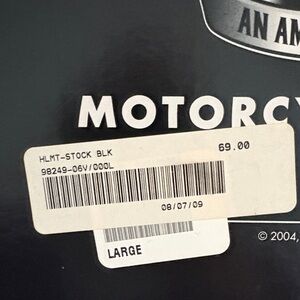 AN AM
MOTORCY
HLMT-STOCK BLK
69.00
98249-06V/000L
08/07/09
LARGE
© 2004,